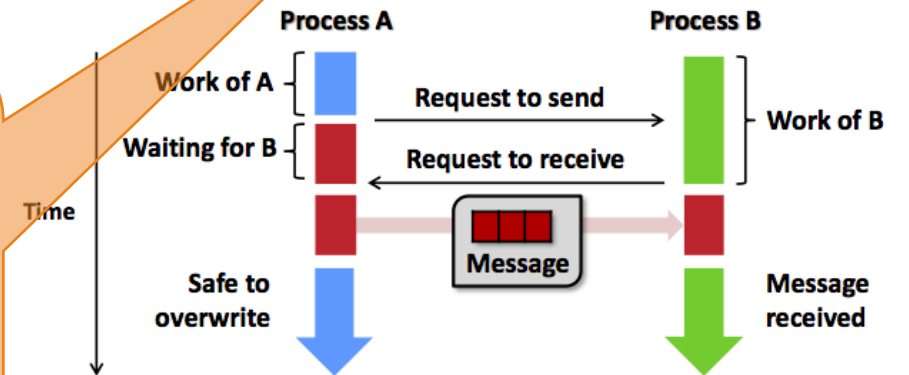 Process A
Process B
Work of A
Request to send
Work of B
Waiting for B
Request to receive
Time
Message
Safe to
overwrite
Message
received